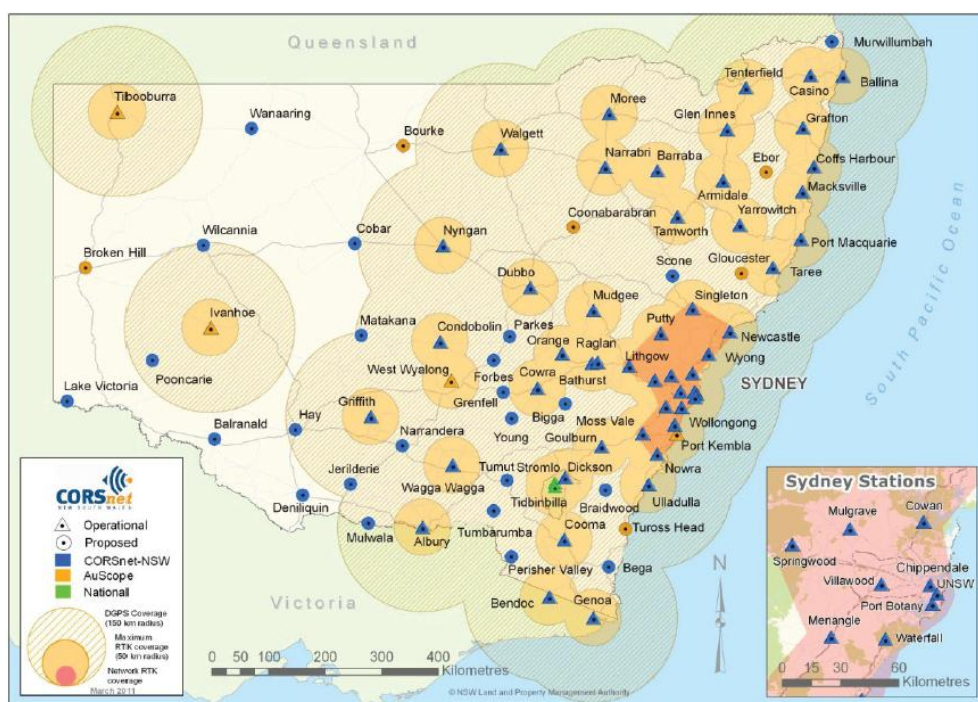 Queensland
Murwillumbah
Tibooburra
Wanaaring
Bourke
Walgett
Moree
Tenterfield
Casino
Ballina
Glen Innes
Grafton
Narrabri
Barraba
Ebor
Coffs Harbour
Armidale
Macksville
Coonabarabran
Tamworth
Yarrowitch
Port Macquarie
Wilcannia
Cobar
Nyngan
Broken Hill
Scone
Gloucester
Taree
Dubbo
Mudgee
Singleton
Ivanhoe
Matakana
Condobolin
Parkes
Orange
Raglan
Putty
Newcastle
Lithgow
Wyong
Pooncarie
West Wyalong
Forbes
Cowra
Bathurst
SYDNEY
Lake Victoria
Hay
Griffith
Grenfell
Bigga
Moss Vale
Wollongong
Balranald
Narrandera
Young
Goulburn
Port Kembla
Jerilderie
Tumut
Stromlo
Dickson
Nowra
Wagga Wagga
Tidbinbilla
Braidwood
Ulladulla
Deniliquin
Mulwala
Albury
Tumbarumba
Cooma
Tuross Head
Perisher Valley
Bega
Victoria
Bendoc
Genoa
South Pacific Ocean
N
CORSnet
NEW SOUTH WALES
Operational
Proposed
CORSnet-NSW
AuScope
National
DGPS Coverage
(150 km radius)
Maximum
RTK coverage
(50 km radius)
Network RTK
coverage
March 2011
0 100 200 300 400
Kilometres
© NSW Land and Property Management Authority
Sydney Stations
Mulgrave
Cowan
Springwood
Chippendale
Villawood
UNSW
Port Botany
Menangle
Waterfall
0 15 30 45 60
Kilometres